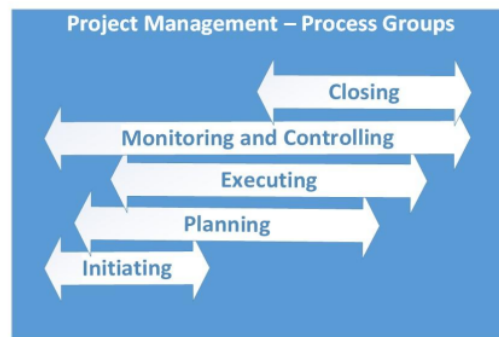 Project Management – Process Groups
Closing
Monitoring and Controlling
Executing
Planning
Initiating